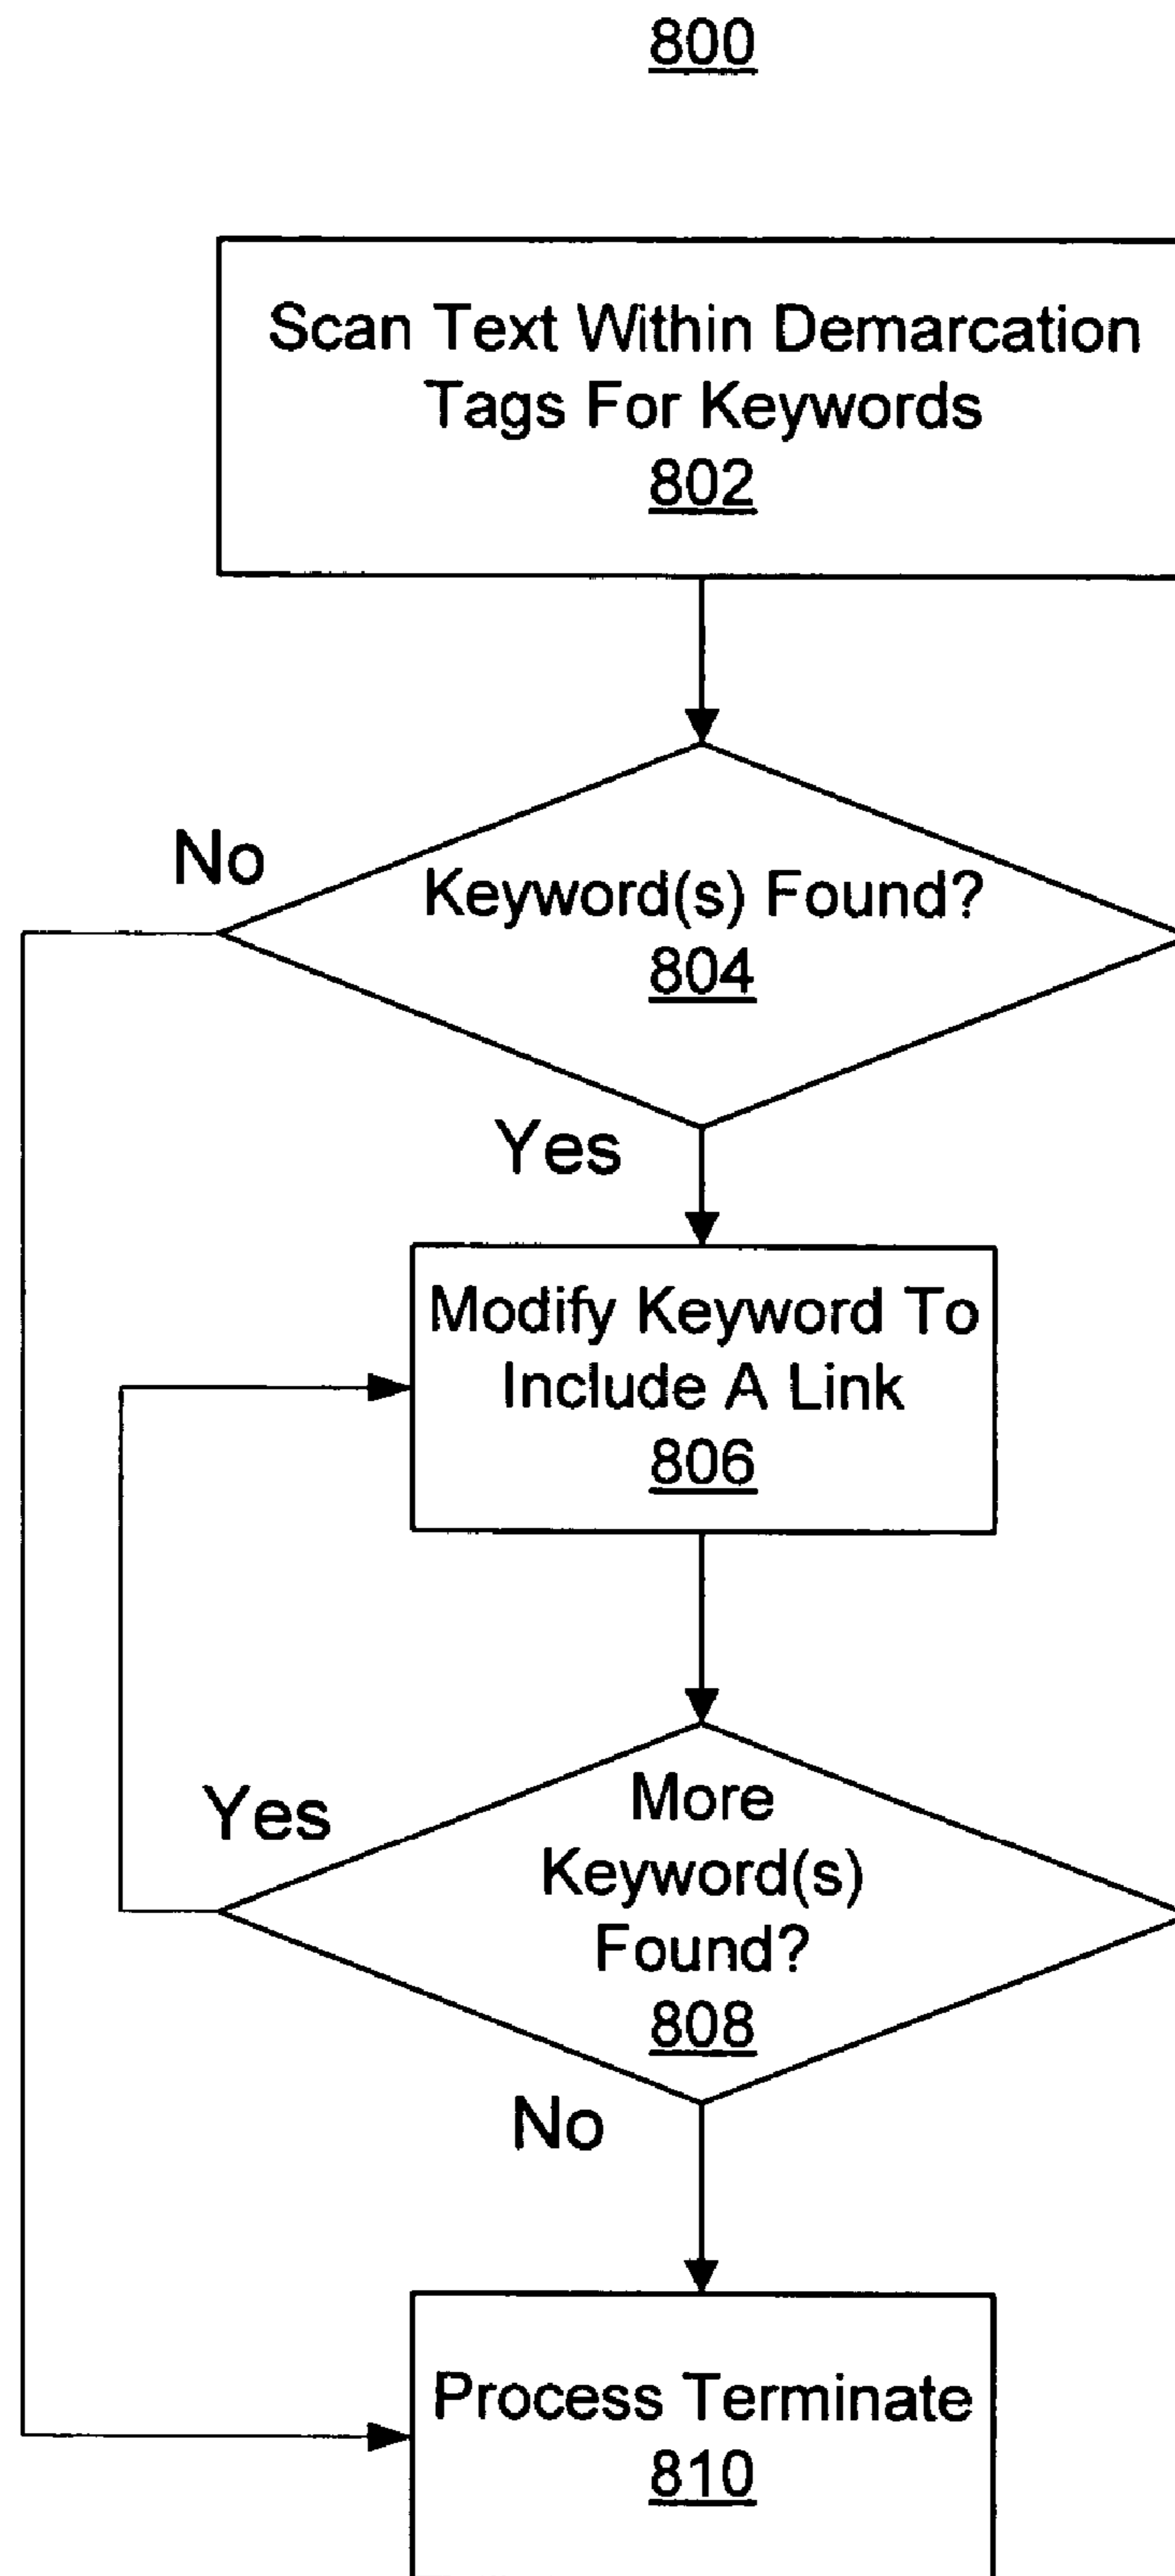 800
Scan Text Within Demarcation
Tags For Keywords
802
No
Keyword(s) Found?
804
Yes
Modify Keyword To
Include A Link
806
Yes
More
Keyword(s)
Found?
808
No
Process Terminate
810